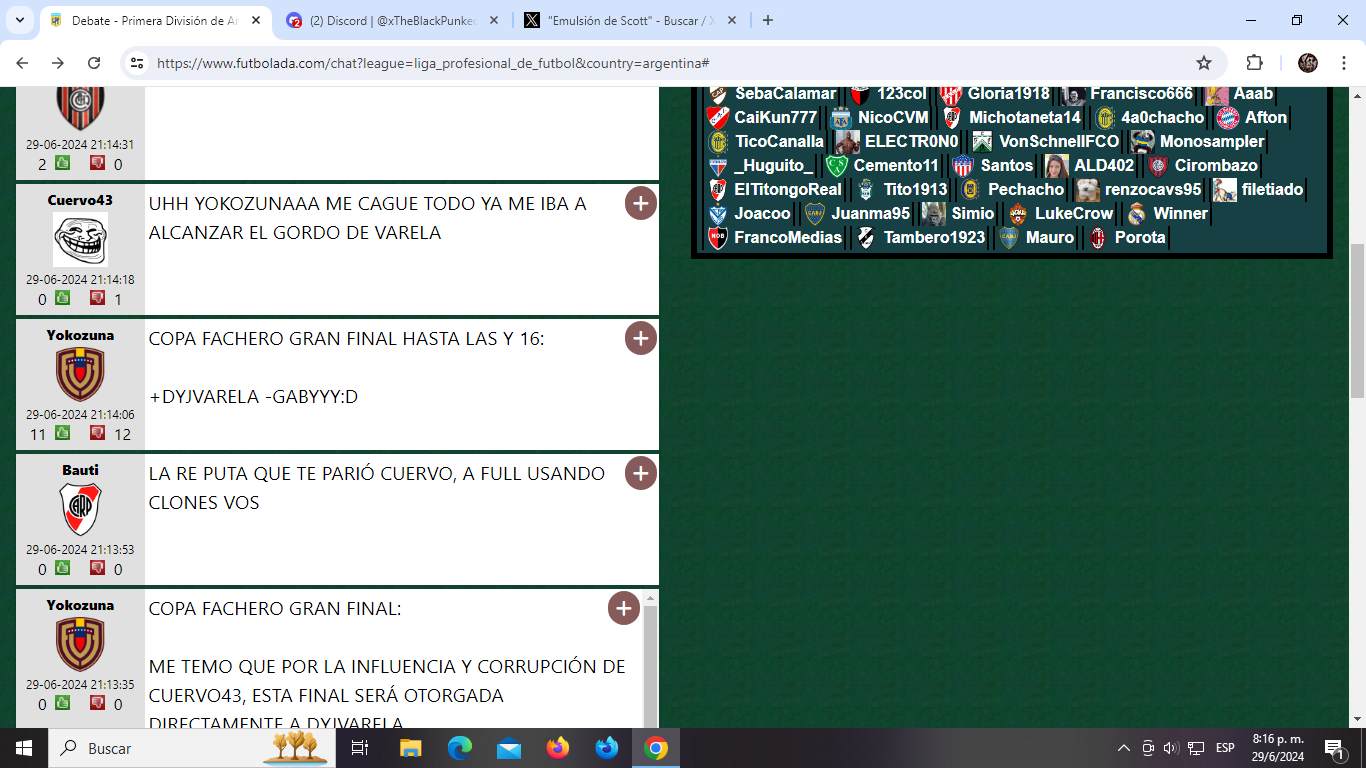 Debate - Primera División de Ar
(2) Discord | @xTheBlackPunked
"Emulsión de Scott" - Buscar / X
https://www.futbolada.com/chat?league=liga_profesional_de_futbol&country=argentina#
29-06-2024 21:14:31
2 0
Cuervo43
UHH YOKOZUNAAA ME CAGUE TODO YA ME IBA A
ALCANZAR EL GORDO DE VARELA
29-06-2024 21:14:18
0 1
Yokozuna
COPA FACHERO GRAN FINAL HASTA LAS Y 16:
+DYJVARELA -GABYYY:D
29-06-2024 21:14:06
11 12
Bauti
LA RE PUTA QUE TE PARIÓ CUERVO, A FULL USANDO
CLONES VOS
29-06-2024 21:13:53
0 0
Yokozuna
COPA FACHERO GRAN FINAL:
ME TEMO QUE POR LA INFLUENCIA Y CORRUPCIÓN DE
CUERVO43, ESTA FINAL SERÁ OTORGADA
DIRECTAMENTE A DYJVARELA
29-06-2024 21:13:35
0 0
SebaCalamar 123col Gloria1918 Francisco666 Aaab
CaiKun777 NicoCVM Michotaneta14 4a0chacho Afton
TicoCanalla ELECTR0N0 VonSchnellFCO Monosampler
_Huguito_ Cemento11 Santos ALD402 Cirombazo
ElTitongoReal Tito1913 Pechacho renzocavs95 filetiado
Joacoo Juanma95 Simio LukeCrow Winner
FrancoMedias Tambero1923 Mauro Porota
Buscar
ESP
8:16 p. m.
29/6/2024
1